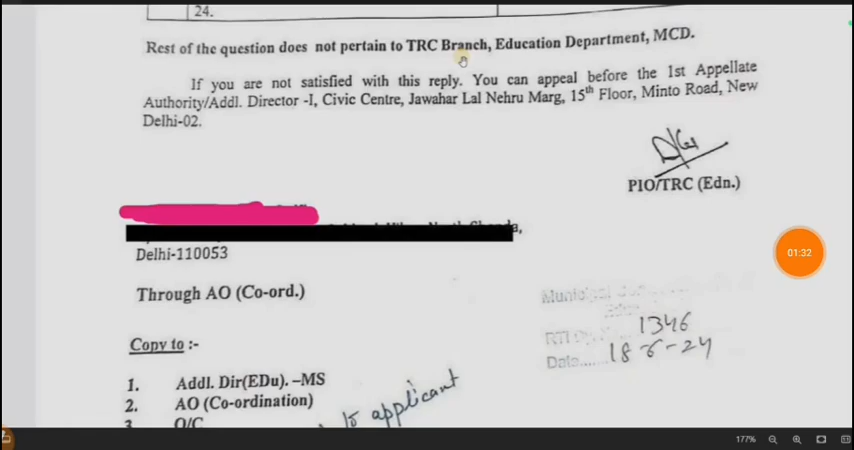 24.
Rest of the question does not pertain to TRC Branch, Education Department, MCD.
If you are not satisfied with this reply. You can appeal before the 1st Appellate
Authority/Addl. Director -I, Civic Centre, Jawahar Lal Nehru Marg, 15th Floor, Minto Road, New
Delhi-02.
PIO/TRC (Edn.)
Delhi-110053
Through AO (Co-ord.)
1346
Date......18-6-24
Copy to :-
1. Addl. Dir(EDu). –MS
2. AO (Co-ordination)
3. O/C
to applicant
01:32
177%